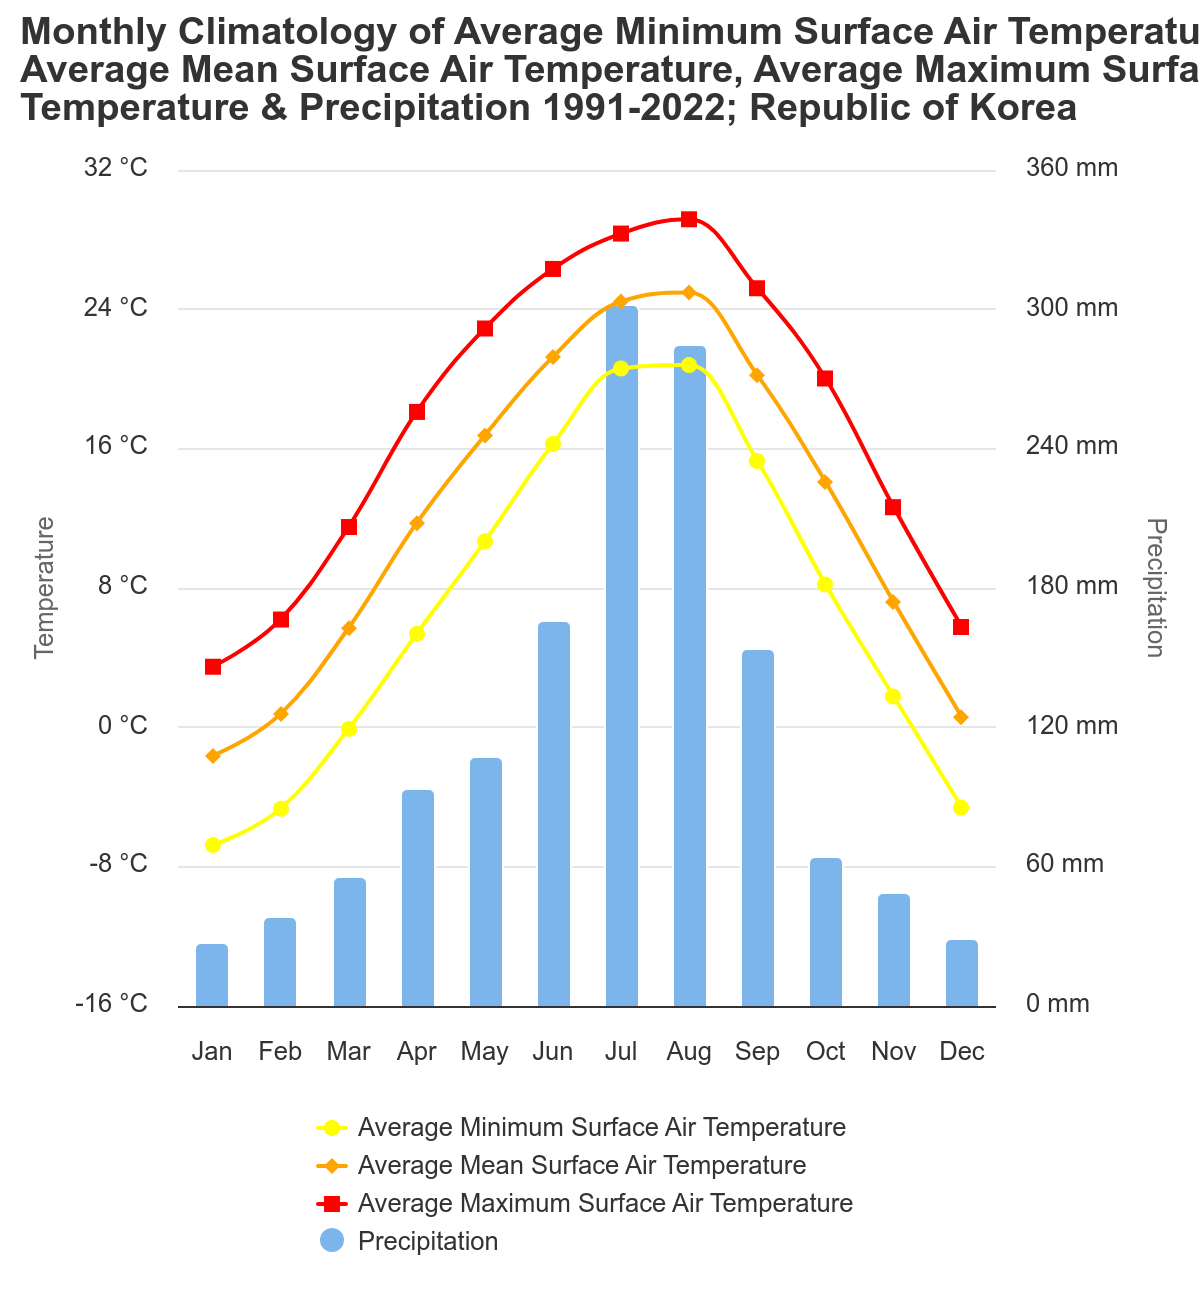 Monthly Climatology of Average Minimum Surface Air Temperatu
Average Mean Surface Air Temperature, Average Maximum Surfa
Temperature & Precipitation 1991-2022; Republic of Korea
32 °C
360 mm
24 °C
300 mm
16 °C
240 mm
8 °C
180 mm
0 °C
120 mm
-8 °C
60 mm
-16 °C
0 mm
Temperature
Precipitation
Jan Feb Mar Apr May Jun Jul Aug Sep Oct Nov Dec
Average Minimum Surface Air Temperature
Average Mean Surface Air Temperature
Average Maximum Surface Air Temperature
Precipitation